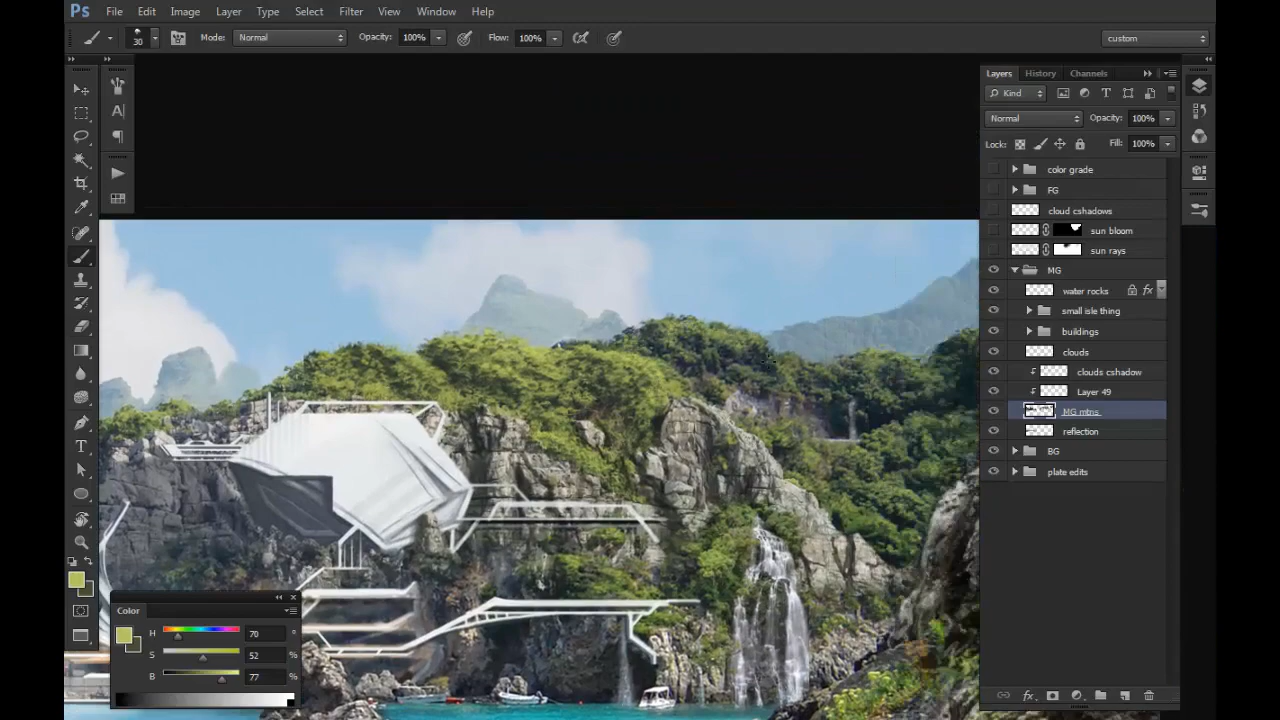 Ps File Edit Image Layer Type Select Filter View Window Help
30 Mode: Normal Opacity: 100% Flow: 100% custom
Layers History Channels
Kind
Normal Opacity: 100%
Lock: Fill: 100%
color grade
FG
cloud cshadows
sun bloom
sun rays
MG
water rocks fx
small isle thing
buildings
clouds
clouds cshadow
Layer 49
MG mtns
reflection
BG
plate edits
Color
H 70 °
S 52 %
B 77 %
fx